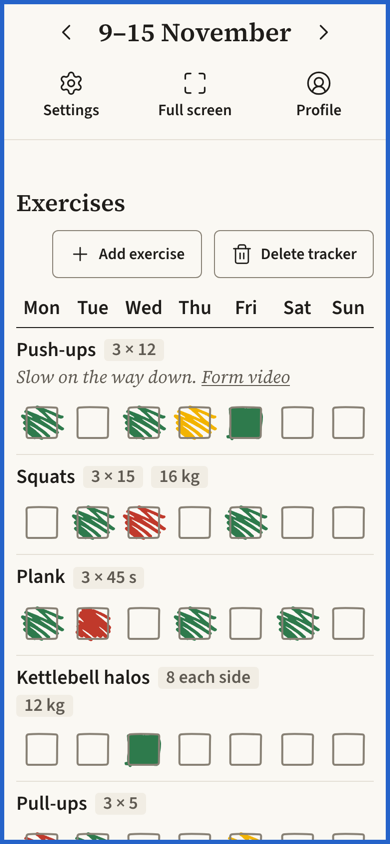 9–15 November
Settings Full screen Profile
Exercises
Add exercise Delete tracker
Mon Tue Wed Thu Fri Sat Sun
Push-ups 3 × 12
Slow on the way down. Form video
Squats 3 × 15 16 kg
Plank 3 × 45 s
Kettlebell halos 8 each side
12 kg
Pull-ups 3 × 5